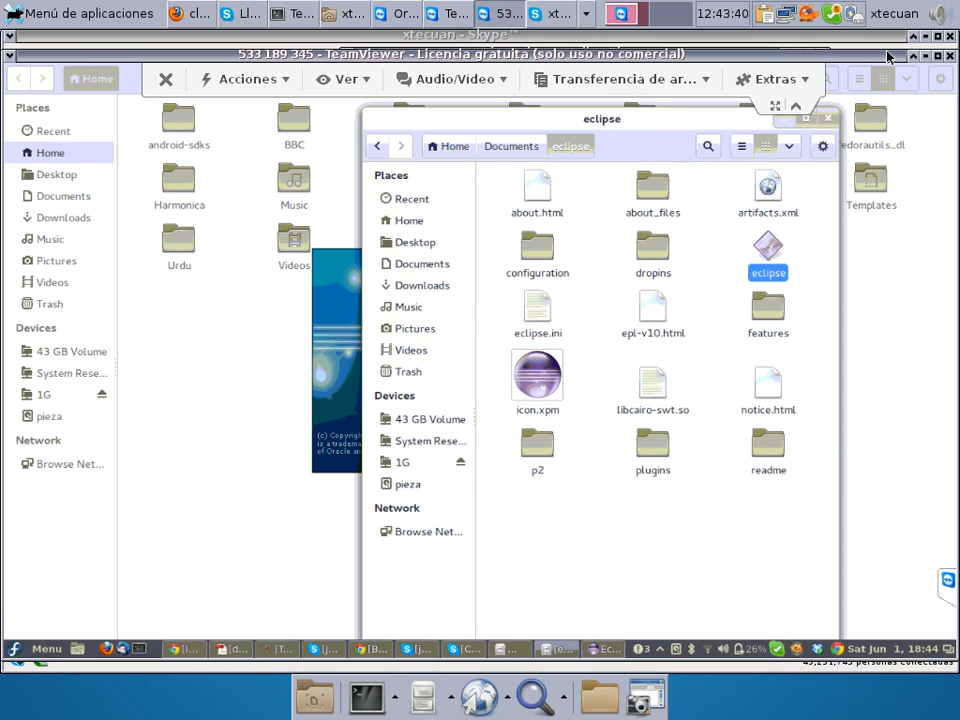 Menú de aplicaciones
cl...
Ll...
Te...
xt...
Or...
Te...
53...
xt...
12:43:40
xtecuan
xtecuan - Skype™
533 189 345 - TeamViewer - Licencia gratuita (solo uso no comercial)
Home
Acciones
Ver
Audio/Video
Transferencia de ar...
Extras
Places
Recent
Home
Desktop
Documents
Downloads
Music
Pictures
Videos
Trash
Devices
43 GB Volume
System Rese...
1G
pieza
Network
Browse Net...
android-sdks
BBC
edorautils_dl
Harmonica
Music
Templates
Urdu
Videos
(c) Copyrigh
is a tradema
of Oracle an
eclipse
Home
Documents
eclipse
Places
Recent
Home
Desktop
Documents
Downloads
Music
Pictures
Videos
Trash
Devices
43 GB Volume
System Rese...
1G
pieza
Network
Browse Net...
about.html
about_files
artifacts.xml
configuration
dropins
eclipse
eclipse.ini
epl-v10.html
features
icon.xpm
libcairo-swt.so
notice.html
p2
plugins
readme
Menu
[I...
[d...
[T...
[j...
[B...
[j...
[C...
...
[e...
Ec...
3
26%
Sat Jun 1, 18:44
personas conectadas